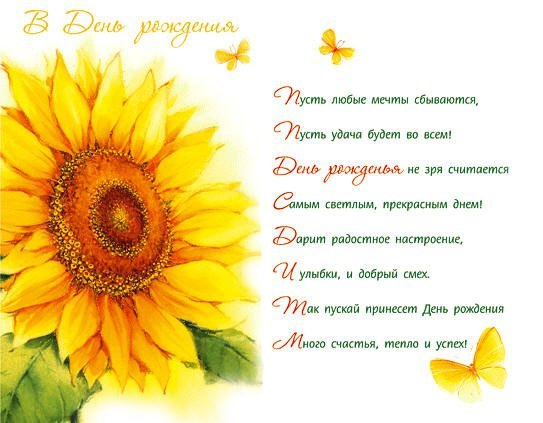 В День рождения
Пусть любые мечты сбываются,
Пусть удача будет во всем!
День рожденья не зря считается
Самым светлым, прекрасным днем!
Дарит радостное настроение,
И улыбки, и добрый смех.
Так пускай принесет День рождения
Много счастья, тепло и успех!